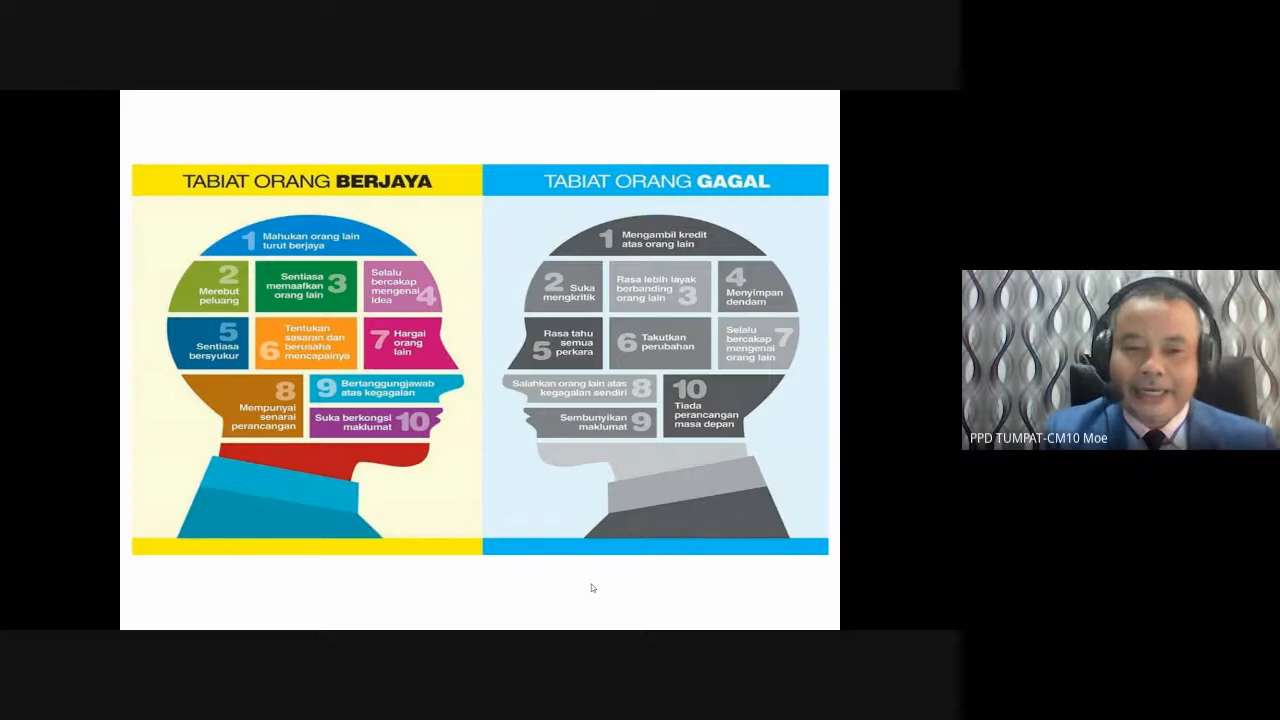 TABIAT ORANG BERJAYA
1 Mahukan orang lain
turut berjaya
2
Merebut
peluang
Sentiasa
memaafkan 3
orang lain
Selalu
bercakap
mengenai
idea 4
5
Sentiasa
bersyukur
Tentukan
sasaran dan
6 berusaha
mencapainya
7 Hargai
orang
lain
8
Mempunyai
senarai
perancangan
9 Bertanggungjawab
atas kegagalan
Suka berkongsi
maklumat 10
TABIAT ORANG GAGAL
1 Mengambil kredit
atas orang lain
2 Suka
mengkritik
Rasa lebih layak
berbanding
orang lain 3
4
Menyimpan
dendam
Rasa tahu
5 semua
perkara
6 Takutkan
perubahan
Selalu 7
bercakap
mengenai
orang lain
Salahkan orang lain atas
kegagalan sendiri 8
Sembunyikan
maklumat 9
10
Tiada
perancangan
masa depan
PPD TUMPAT-CM10 Moe